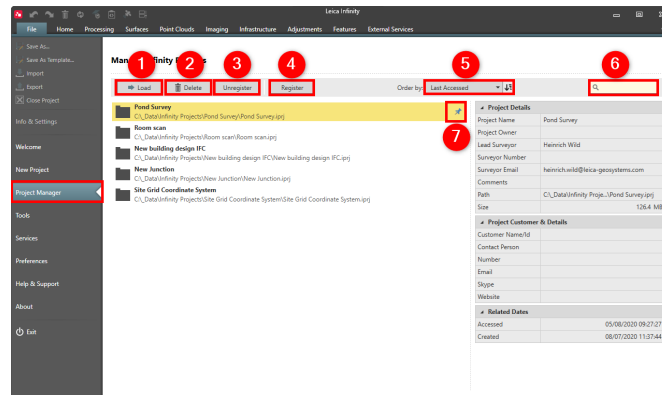 Leica Infinity
File Home Processing Surfaces Point Clouds Imaging Infrastructure Adjustments Features External Services
Save As...
Save As Template...
Import
Export
Close Project
Info & Settings
Welcome
New Project
Project Manager
Tools
Services
Preferences
Help & Support
About
Exit
1 2 3 4 5 6
Load Delete Unregister Register Order by: Last Accessed
Pond Survey
C:\_Data\Infinity Projects\Pond Survey\Pond Survey.iprj
7
Room scan
C:\_Data\Infinity Projects\Room scan\Room scan.iprj
New building design IFC
C:\_Data\Infinity Projects\New building design IFC\New building design IFC.iprj
New Junction
C:\_Data\Infinity Projects\New Junction\New Junction.iprj
Site Grid Coordinate System
C:\_Data\Infinity Projects\Site Grid Coordinate System\Site Grid Coordinate System.iprj
Project Details
Project Name Pond Survey
Project Owner
Lead Surveyor Heinrich Wild
Surveyor Number
Surveyor Email heinrich.wild@leica-geosystems.com
Comments
Path C:\_Data\Infinity Proje...\Pond Survey.iprj
Size 126.4 MB
Project Customer & Details
Customer Name/Id
Contact Person
Number
Email
Skype
Website
Related Dates
Accessed 05/08/2020 09:27:27
Created 08/07/2020 11:37:44